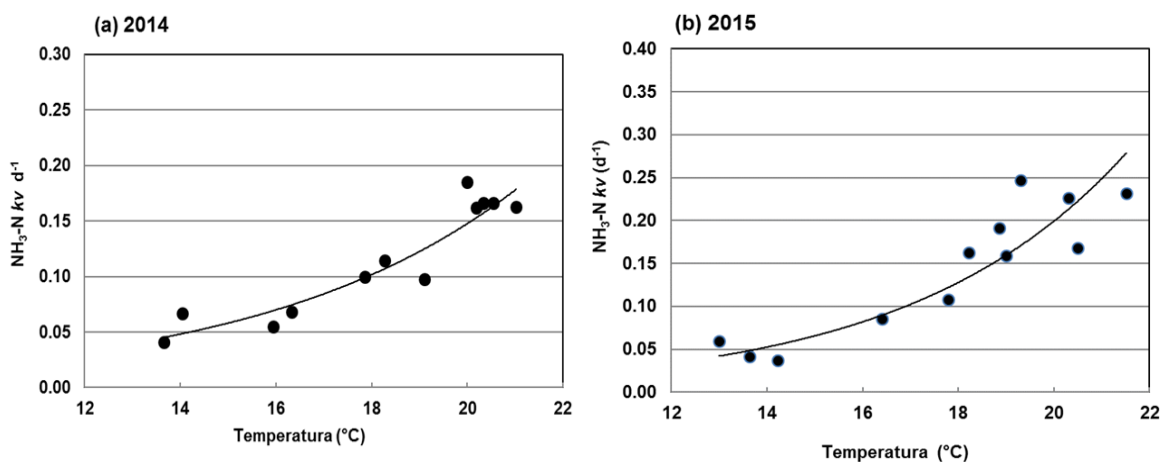 (a) 2014
0.30
0.25
0.20
0.15
0.10
0.05
0.00
NH₃-N kv d⁻¹
12 14 16 18 20 22
Temperatura (°C)
(b) 2015
0.40
0.35
0.30
0.25
0.20
0.15
0.10
0.05
0.00
NH₃-N kv (d⁻¹)
12 14 16 18 20 22
Temperatura (°C)